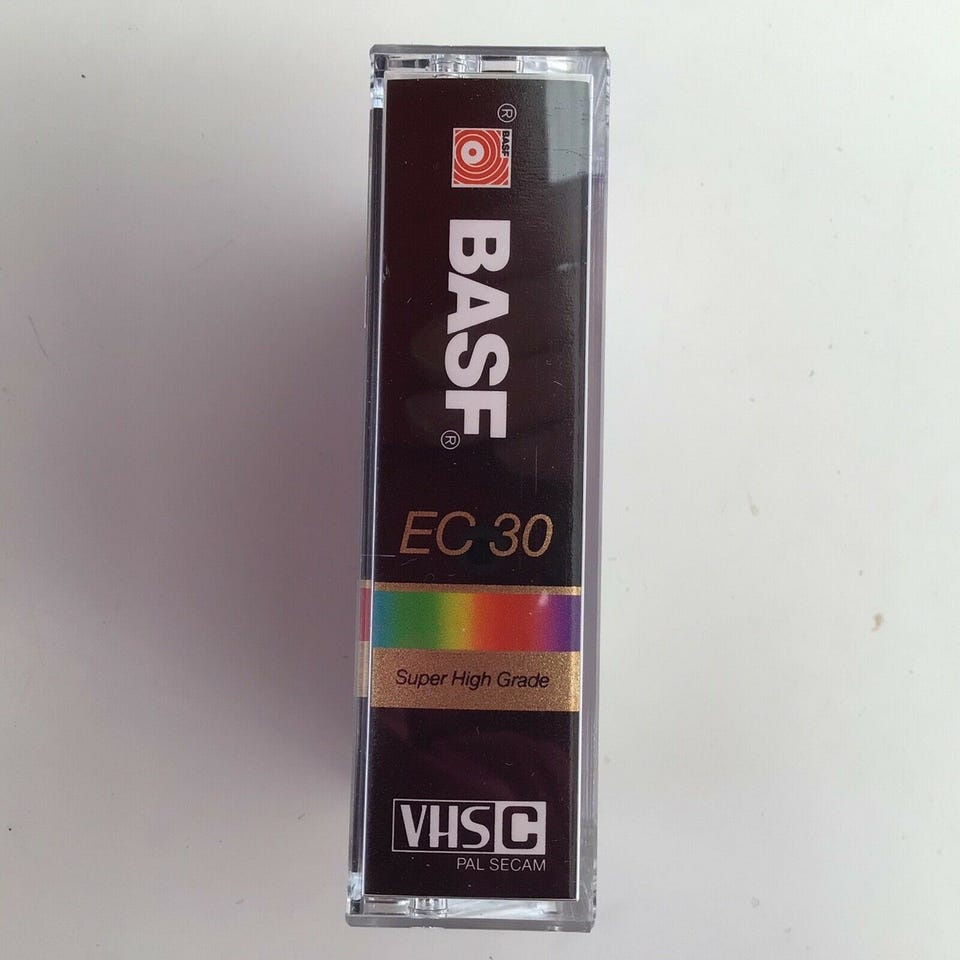 ®
BASF
BASF®
EC 30
Super High Grade
VHS C
PAL SECAM